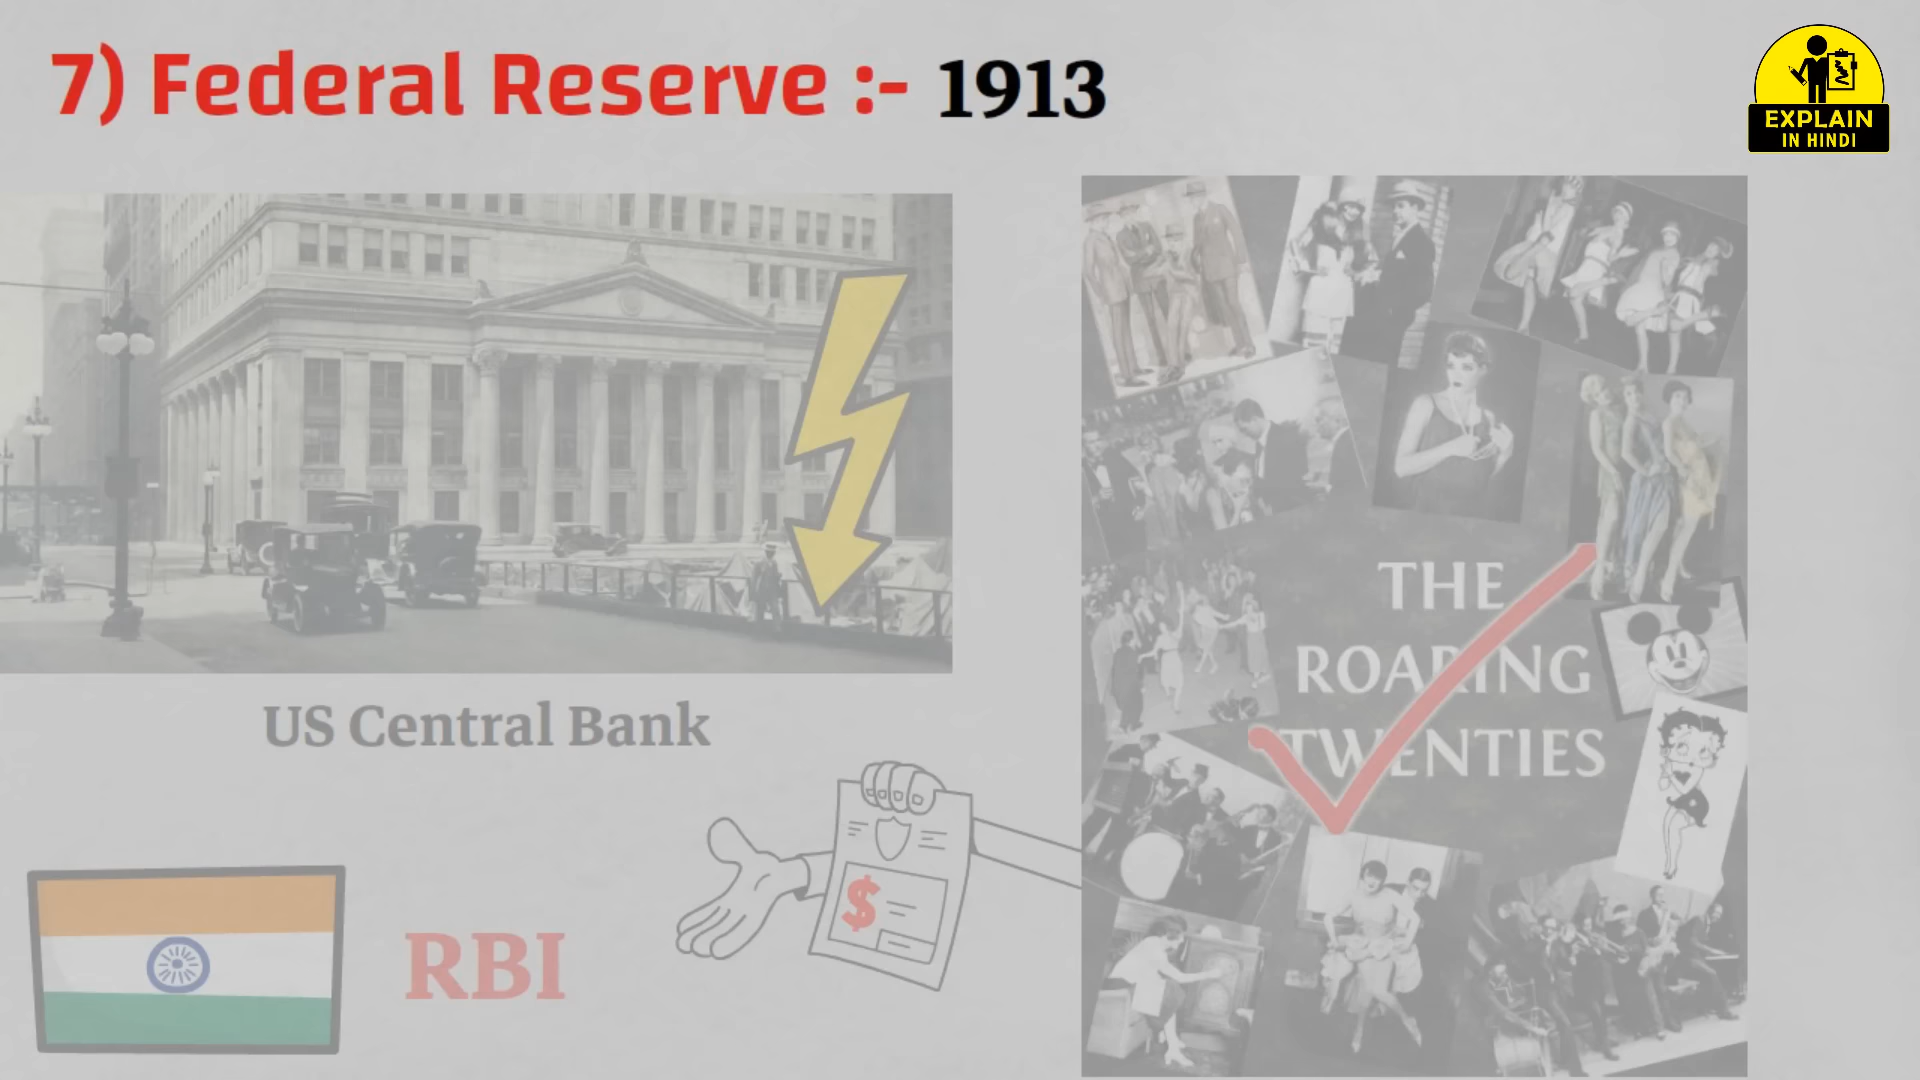 7) Federal Reserve :- 1913
EXPLAIN
IN HINDI
US Central Bank
THE
ROARING
TWENTIES
$
RBI